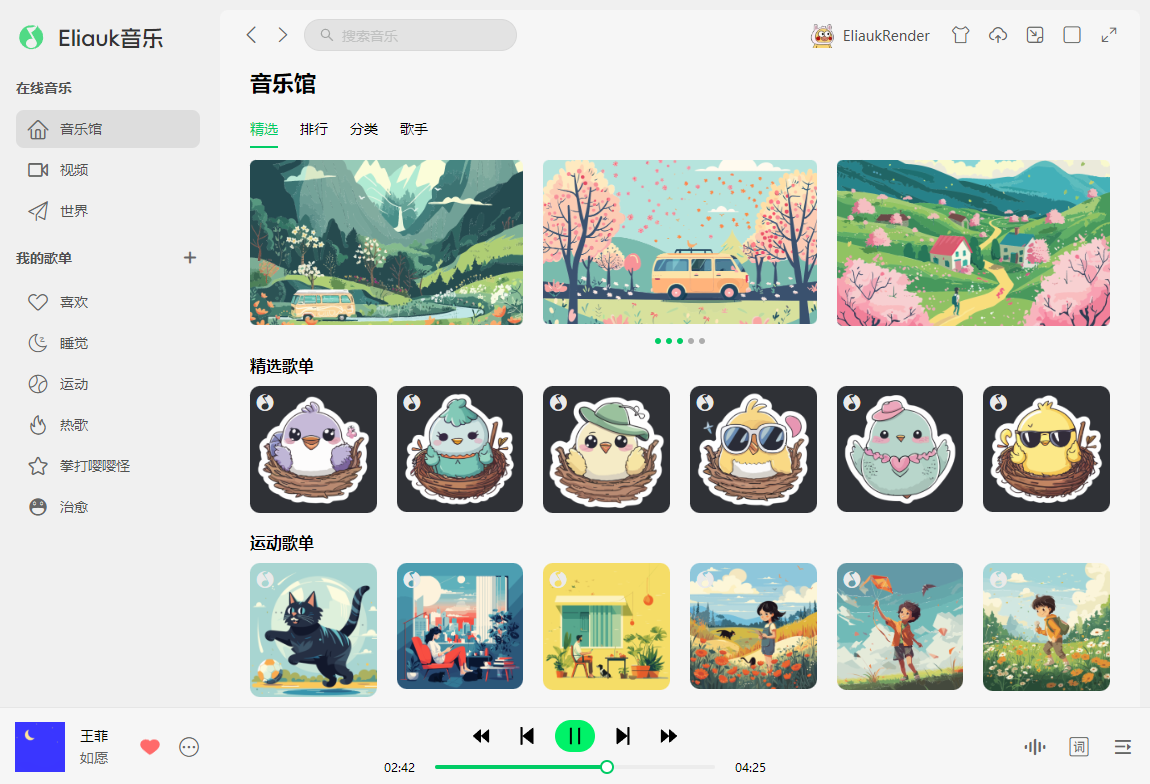 Eliauk音乐
在线音乐
音乐馆
视频
世界
我的歌单
喜欢
睡觉
运动
热歌
掌打嘤嘤怪
治愈
搜索音乐
EliaukRender
音乐馆
精选 排行 分类 歌手
精选歌单
运动歌单
王菲
如愿
02:42
04:25
词